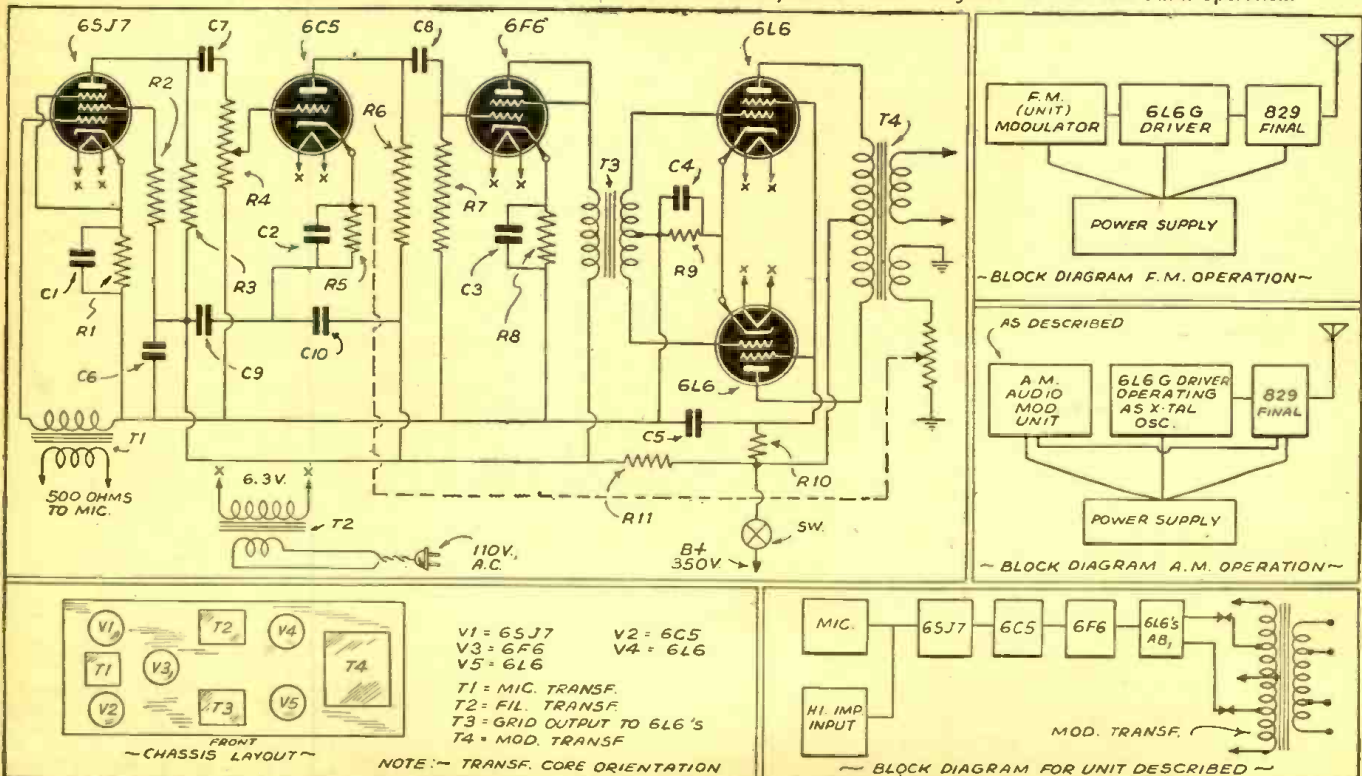 6SJ7
C7
6C5
C8
6F6
6L6
R2
R6
T4
R4
T3
C4
R7
C2
R9
C1
R3
R5
C3
R1
R8
C6
C9
C10
6L6
C5
T1
6.3V.
R10
R11
500 OHMS
TO MIC.
T2
SW.
110V.
A.C.
B+
350V.
F.M.
(UNIT)
MODULATOR
6L6G
DRIVER
829
FINAL
POWER SUPPLY
~BLOCK DIAGRAM F.M. OPERATION~
AS DESCRIBED
A.M.
AUDIO
MOD
UNIT
6L6 G DRIVER
OPERATING
AS X-TAL
OSC.
829
FINAL
POWER SUPPLY
~ BLOCK DIAGRAM A.M. OPERATION~
V1
T2
V4
T1
V3
T4
V2
T3
V5
FRONT
~CHASSIS LAYOUT~
V1 = 6SJ7 V2 = 6C5
V3 = 6F6 V4 = 6L6
V5 = 6L6
T1 = MIC. TRANSF.
T2 = FIL. TRANSF.
T3 = GRID OUTPUT TO 6L6'S
T4 = MOD. TRANSF
NOTE:- TRANSF. CORE ORIENTATION
MIC.
6SJ7
6C5
6F6
6L6's
AB1
HI. IMP.
INPUT
MOD. TRANSF.
~ BLOCK DIAGRAM FOR UNIT DESCRIBED ~